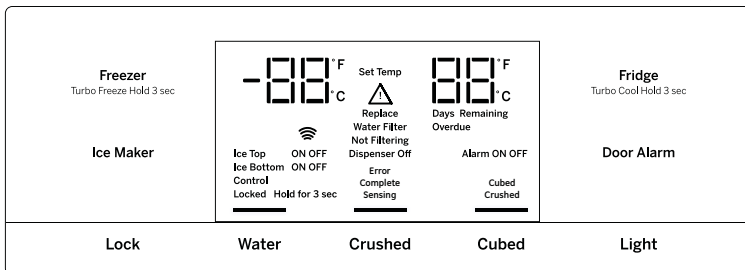 Freezer
Turbo Freeze Hold 3 sec
Ice Maker
-88 °F
°C
Set Temp
88 °F
°C
Replace
Water Filter
Not Filtering
Dispenser Off
Days Remaining
Overdue
Ice Top ON OFF
Ice Bottom ON OFF
Control
Locked Hold for 3 sec
Error
Complete
Sensing
Alarm ON OFF
Cubed
Crushed
Fridge
Turbo Cool Hold 3 sec
Door Alarm
Lock Water Crushed Cubed Light